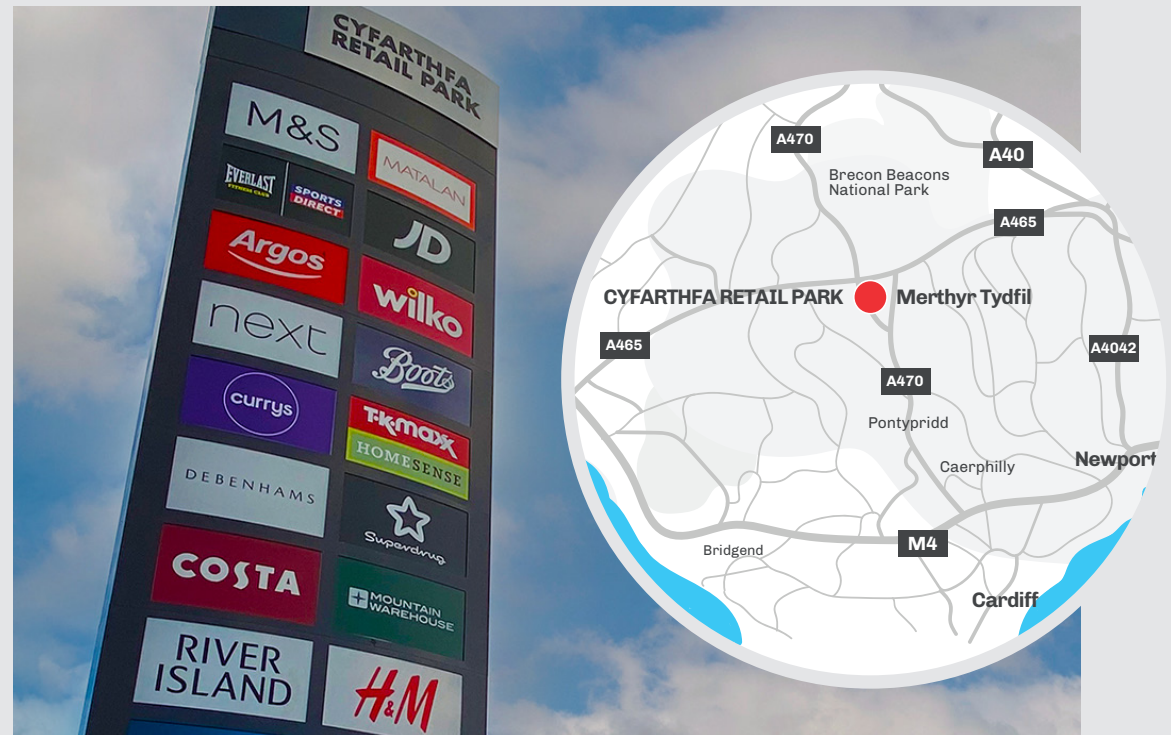 CYFARTHFA
RETAIL PARK
M&S
MATALAN
EVERLAST
FITNESS CLUB
SPORTS
DIRECT
JD
Argos
wilko
next
Boots
currys
TK maxx
HOMESENSE
DEBENHAMS
Superdrug
COSTA
MOUNTAIN
WAREHOUSE
RIVER
ISLAND
H&M
A470
A40
Brecon Beacons
National Park
A465
CYFARTHFA RETAIL PARK
Merthyr Tydfil
A465
A4042
A470
Pontypridd
Caerphilly
Newport
M4
Bridgend
Cardiff